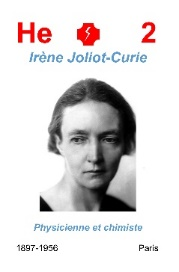 He 2
Irène Joliot-Curie
Physicienne et chimiste
1897-1956 Paris